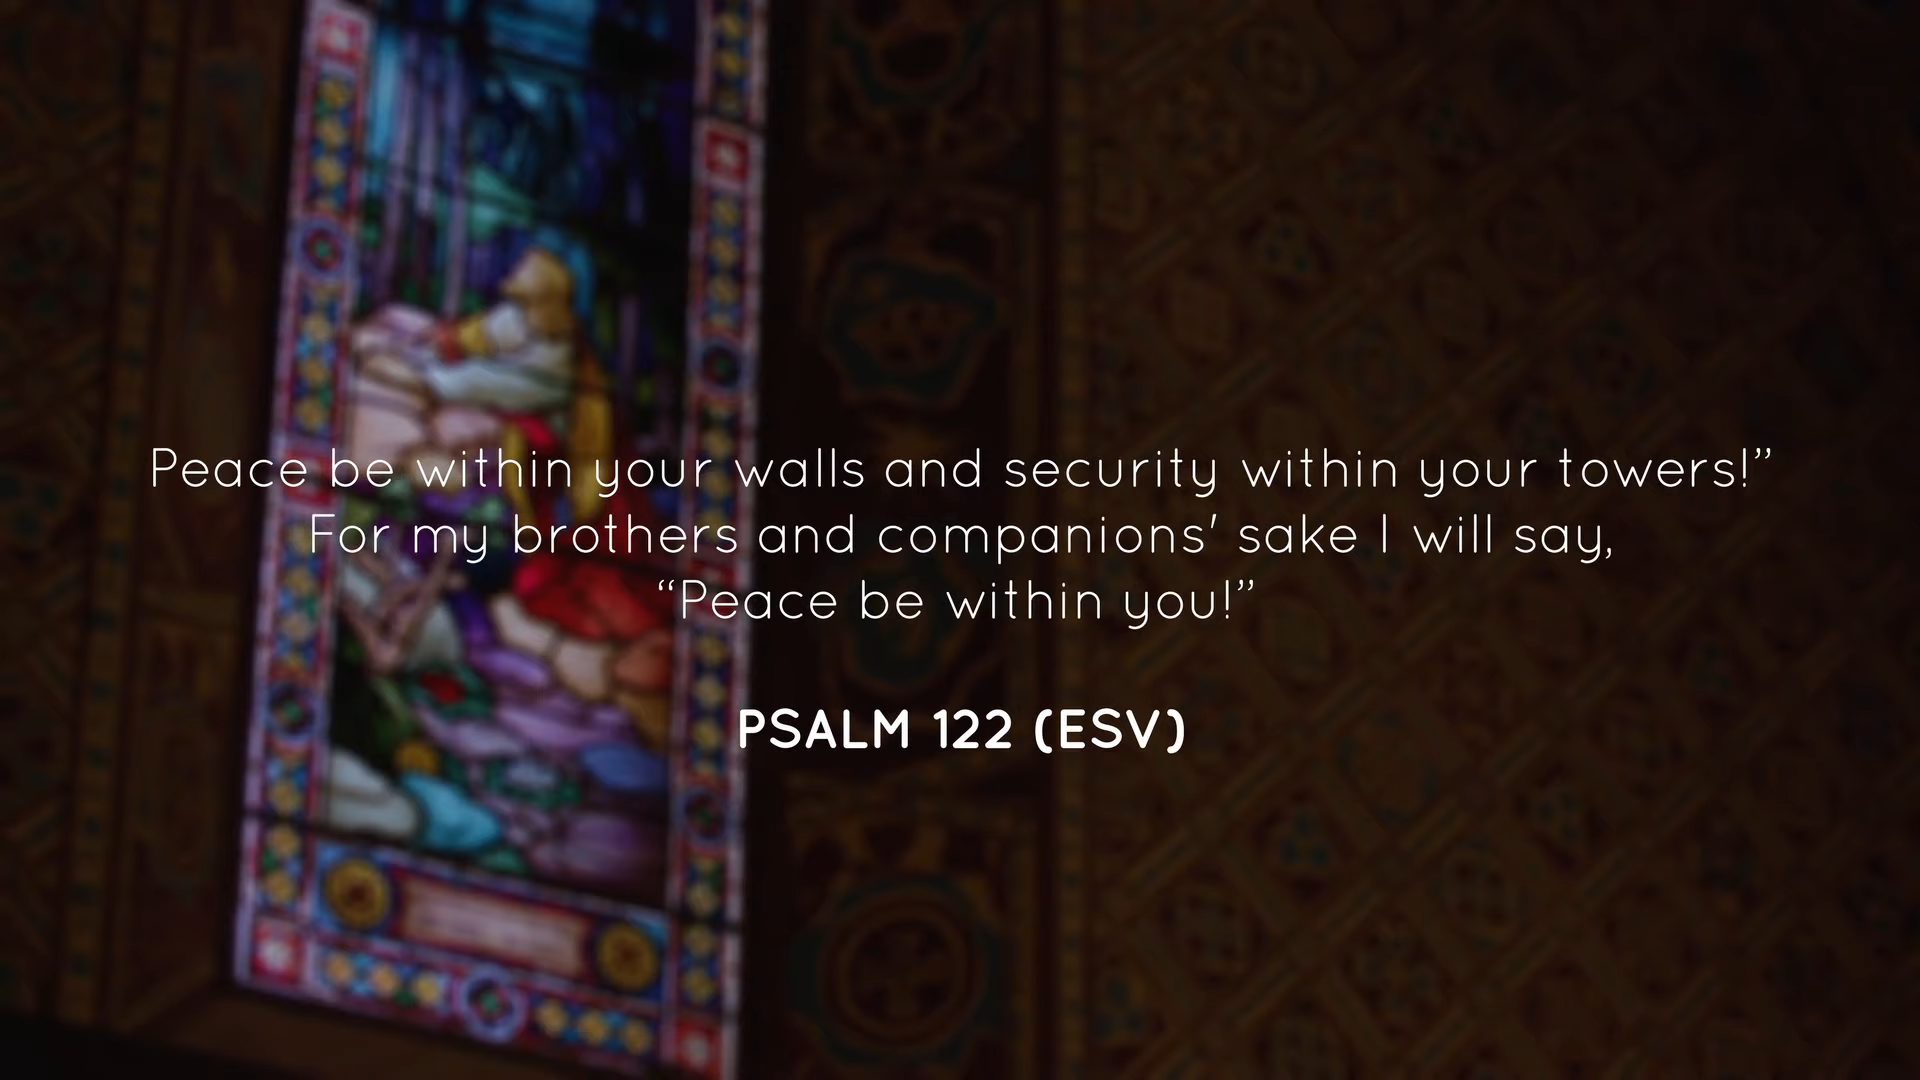 Peace be within your walls and security within your towers!”
For my brothers and companions' sake I will say,
“Peace be within you!”
PSALM 122 (ESV)